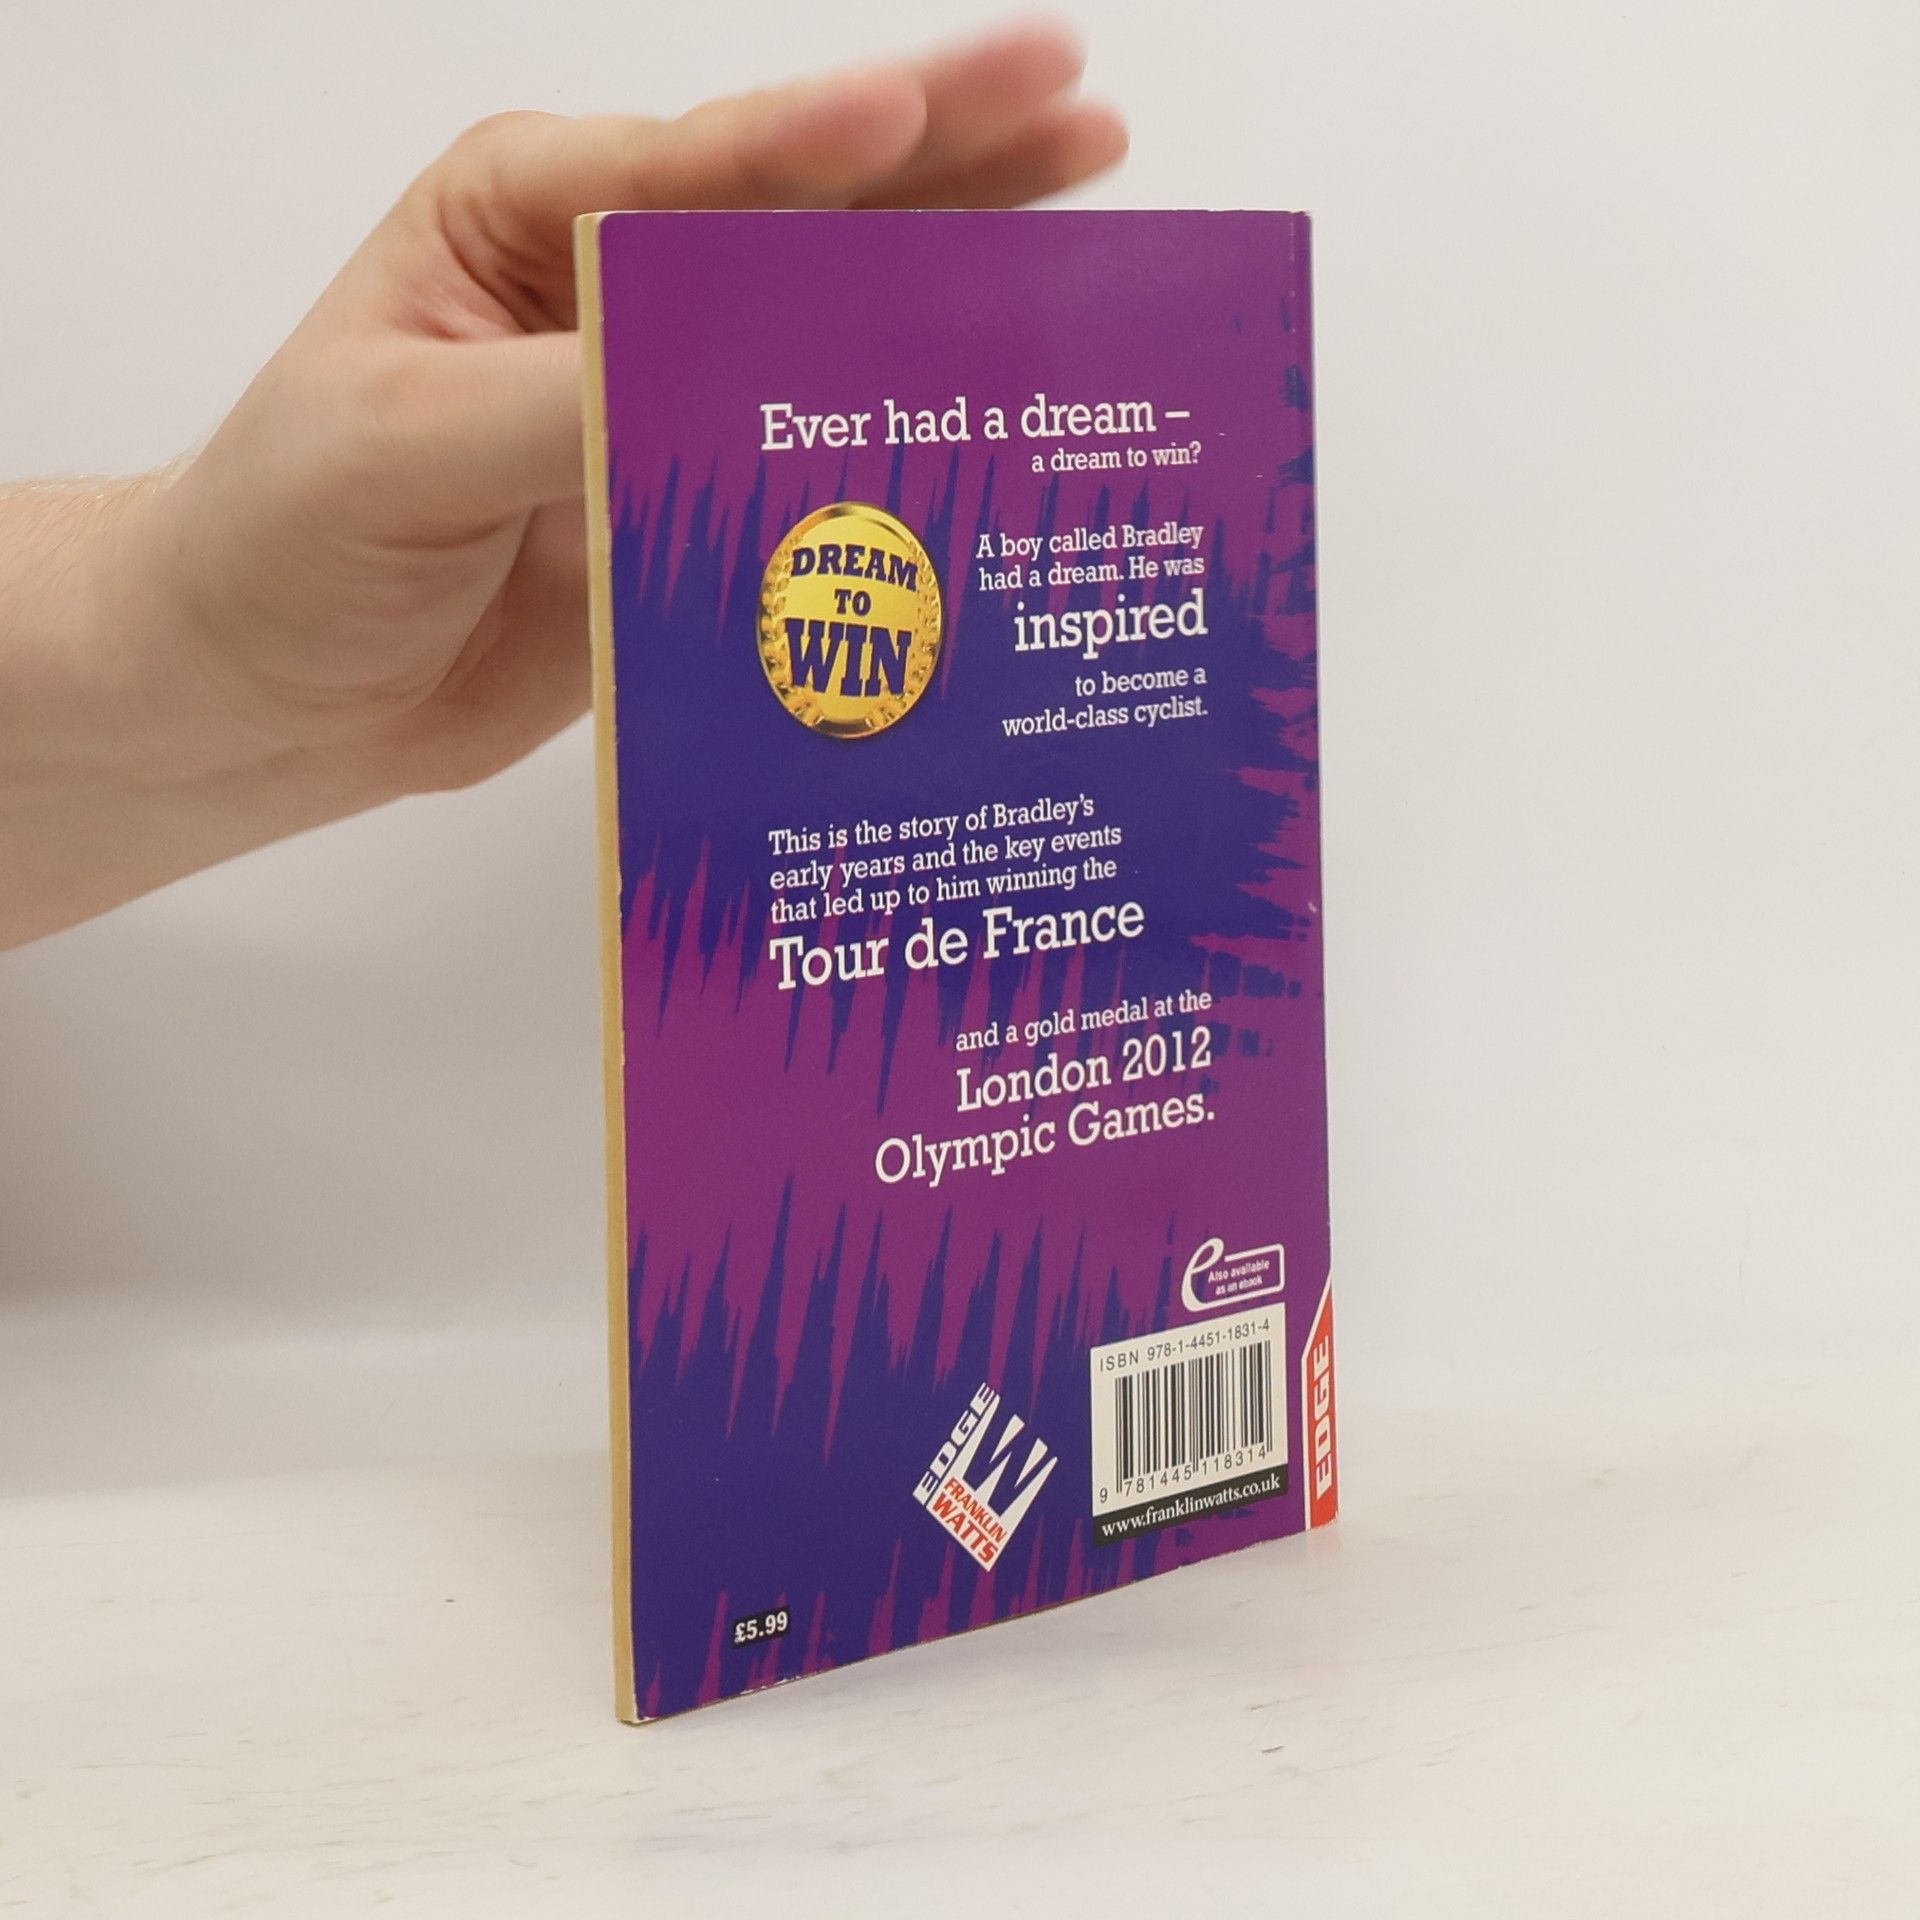 Ever had a dream –
a dream to win?
DREAM
TO
WIN
A boy called Bradley
had a dream. He was
inspired
to become a
world-class cyclist.
This is the story of Bradley's
early years and the key events
that led up to him winning the
Tour de France
and a gold medal at the
London 2012
Olympic Games.
e
Also available
as an ebook
ISBN 978-1-4451-1831-4
9 781445 118314
www.franklinwatts.co.uk
EDGE
W
FRANKLIN
WATTS
EDGE
£5.99